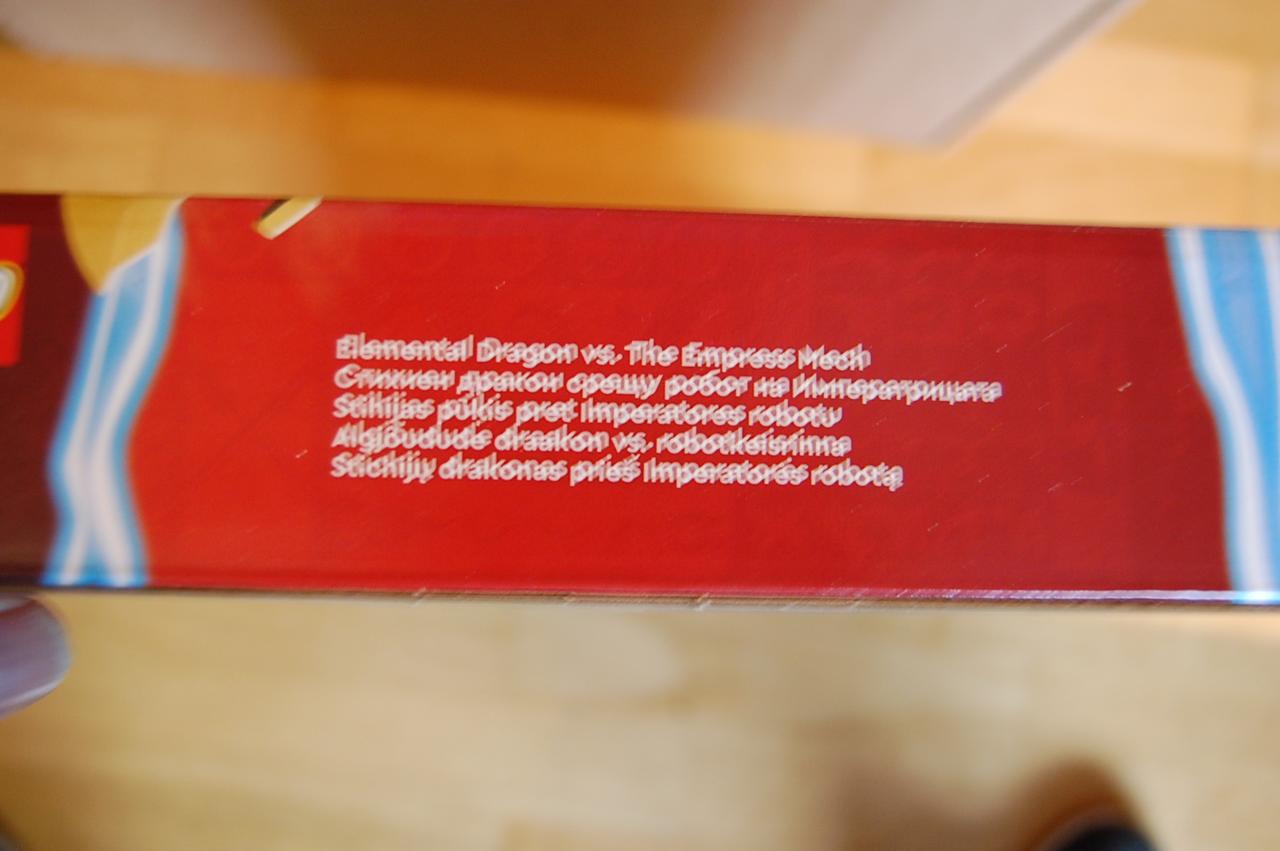 Elemental Dragon vs. The Empress Mech
Стихиен дракон срещу робот на Императрицата
Stihijas pūķis pret Imperatores robotu
Algjõudude draakon vs. robotkeisrinna
Stichijų drakonas prieš Imperatorės robotą